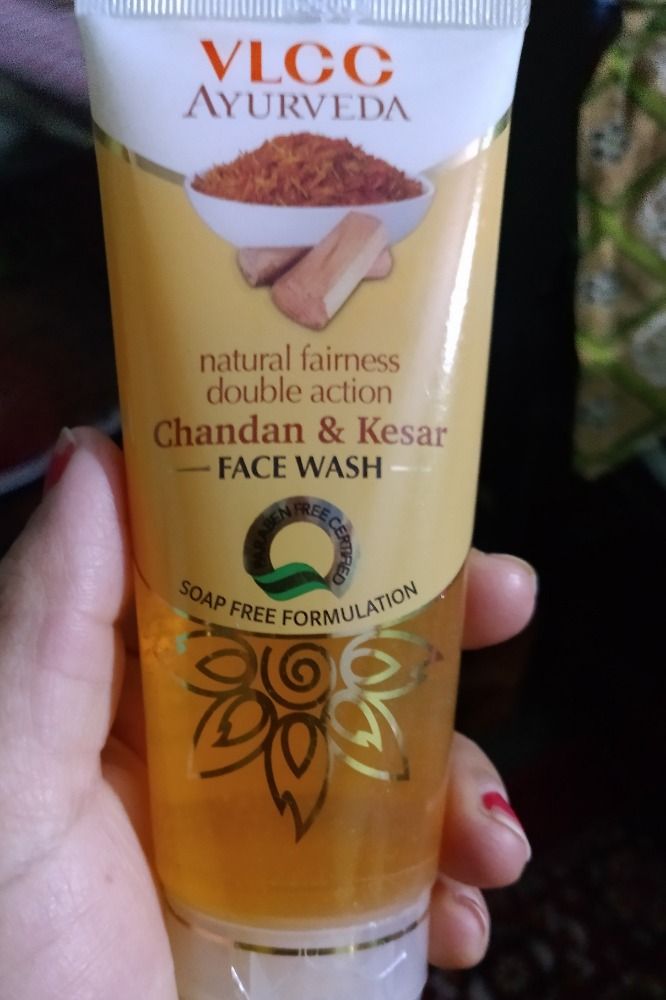 VLCC
AYURVEDA
natural fairness
double action
Chandan & Kesar
FACE WASH
PARABEN FREE CERTIFIED
SOAP FREE FORMULATION